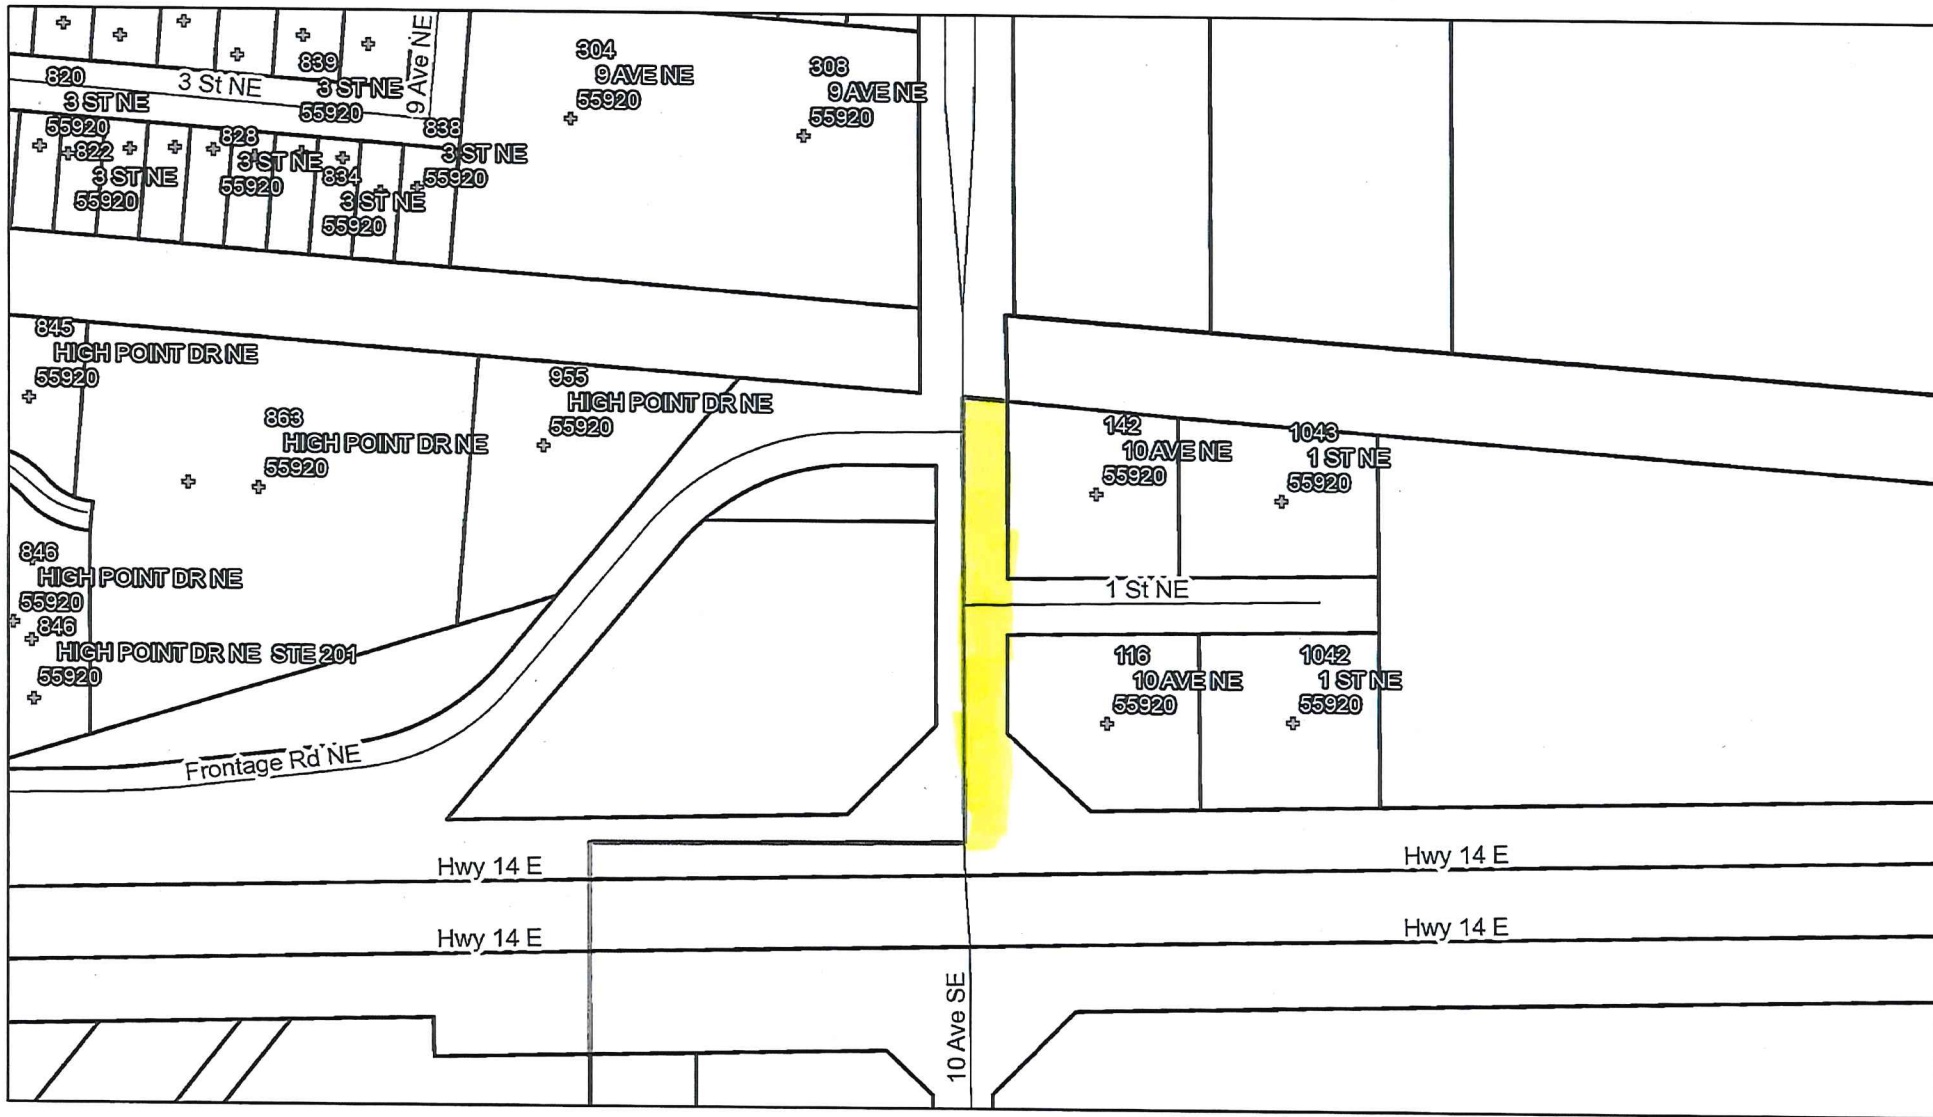 9 Ave NE
3 St NE
820
3 ST NE
55920
839
3 ST NE
55920
304
9 AVE NE
55920
308
9 AVE NE
55920
822
3 ST NE
55920
828
3 ST NE
55920
834
3 ST NE
55920
838
3 ST NE
55920
845
HIGH POINT DR NE
55920
863
HIGH POINT DR NE
55920
955
HIGH POINT DR NE
55920
142
10 AVE NE
55920
1043
1 ST NE
55920
846
HIGH POINT DR NE
55920
846
HIGH POINT DR NE STE 201
55920
1 St NE
116
10 AVE NE
55920
1042
1 ST NE
55920
Frontage Rd NE
Hwy 14 E
Hwy 14 E
Hwy 14 E
Hwy 14 E
10 Ave SE